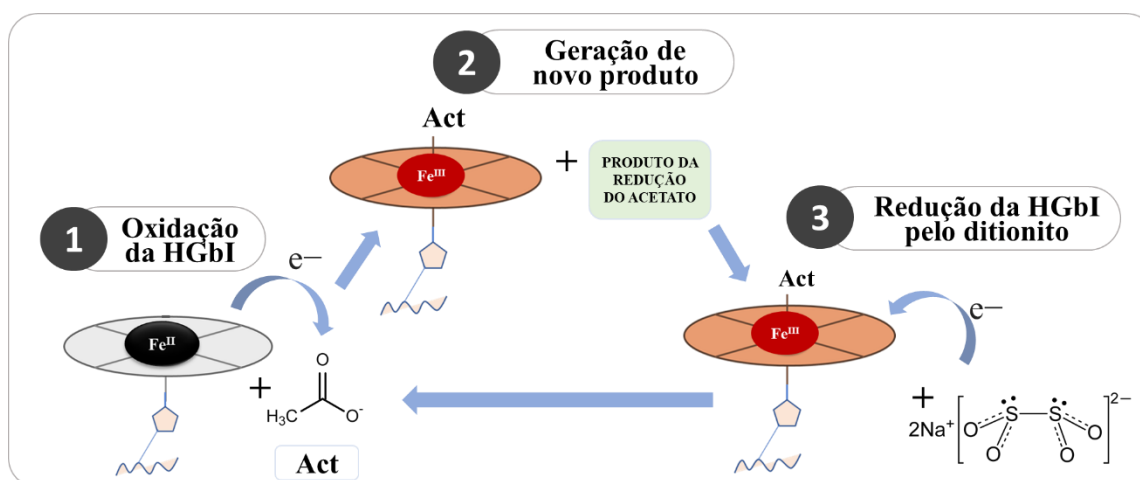 2
Geração de
novo produto
Act
Fe^III
+
PRODUTO DA
REDUÇÃO
DO ACETATO
1
Oxidação
da HGbI
e−
Fe^II
+
O
H₃C
O⁻
Act
3
Redução da HGbI
pelo ditionito
Act
Fe^III
e−
+
2Na⁺
O
S
S
O
O
O
2−